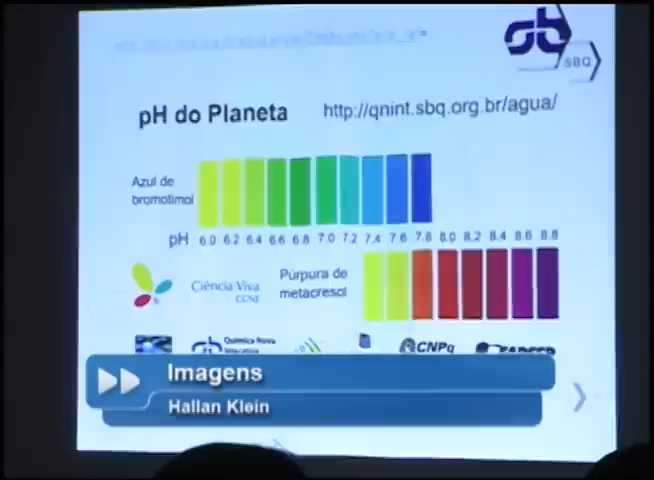 SBQ
pH do Planeta
http://qnint.sbq.org.br/agua/
Azul de
bromotimol
pH 6.0 6.2 6.4 6.6 6.8 7.0 7.2 7.4 7.6 7.8 8.0 8.2 8.4 8.6 8.8
Ciência Viva
Púrpura de
metacresol
Química Nova
CNPq
Imagens
Hallan Klein